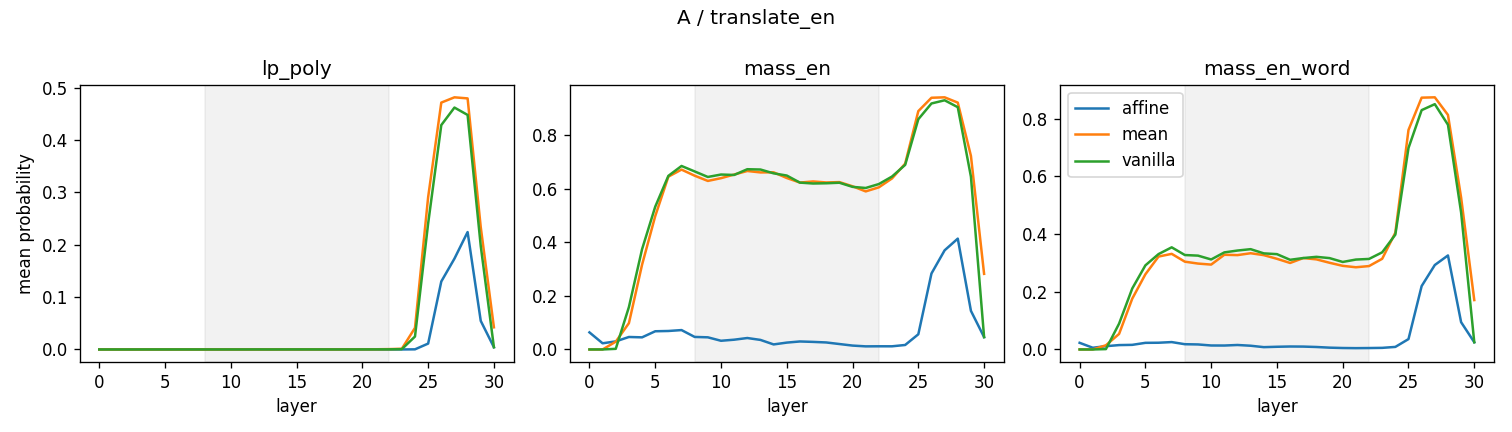 A / translate_en
lp_poly
mass_en
mass_en_word
mean probability
0.5
0.4
0.3
0.2
0.1
0.0
0 5 10 15 20 25 30
layer
0.8
0.6
0.4
0.2
0.0
0 5 10 15 20 25 30
layer
affine
mean
vanilla
0.8
0.6
0.4
0.2
0.0
0 5 10 15 20 25 30
layer